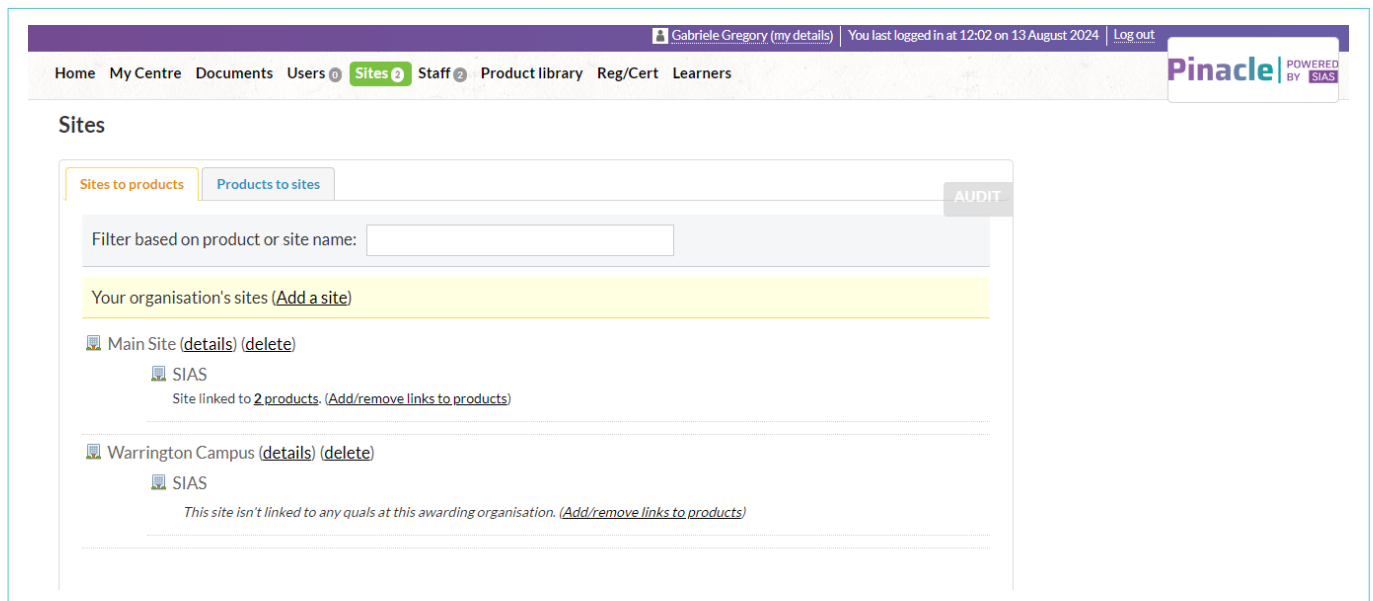 Gabriele Gregory (my details) | You last logged in at 12:02 on 13 August 2024 | Log out
Home My Centre Documents Users 0 Sites 2 Staff 2 Product library Reg/Cert Learners
Pinacle | POWERED BY SIAS
Sites
Sites to products Products to sites
AUDIT
Filter based on product or site name:
Your organisation's sites (Add a site)
Main Site (details) (delete)
SIAS
Site linked to 2 products. (Add/remove links to products)
Warrington Campus (details) (delete)
SIAS
This site isn't linked to any quals at this awarding organisation. (Add/remove links to products)